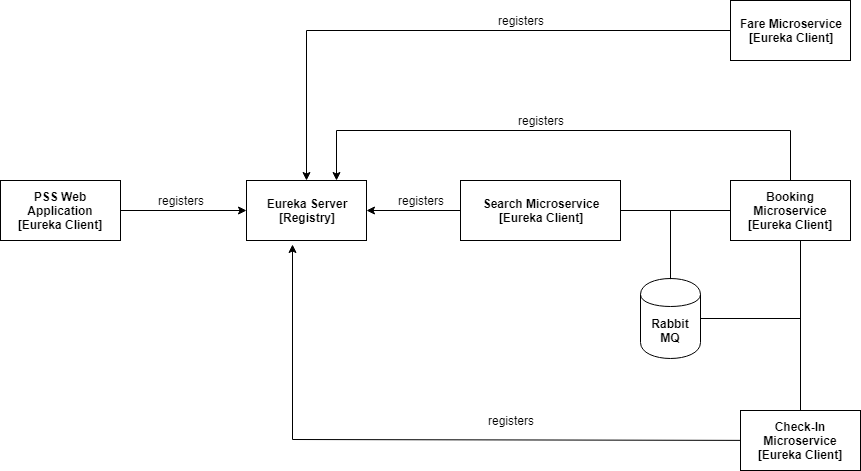 registers
Fare Microservice
[Eureka Client]
registers
PSS Web
Application
[Eureka Client]
registers
Eureka Server
[Registry]
registers
Search Microservice
[Eureka Client]
Booking
Microservice
[Eureka Client]
Rabbit
MQ
registers
Check-In
Microservice
[Eureka Client]